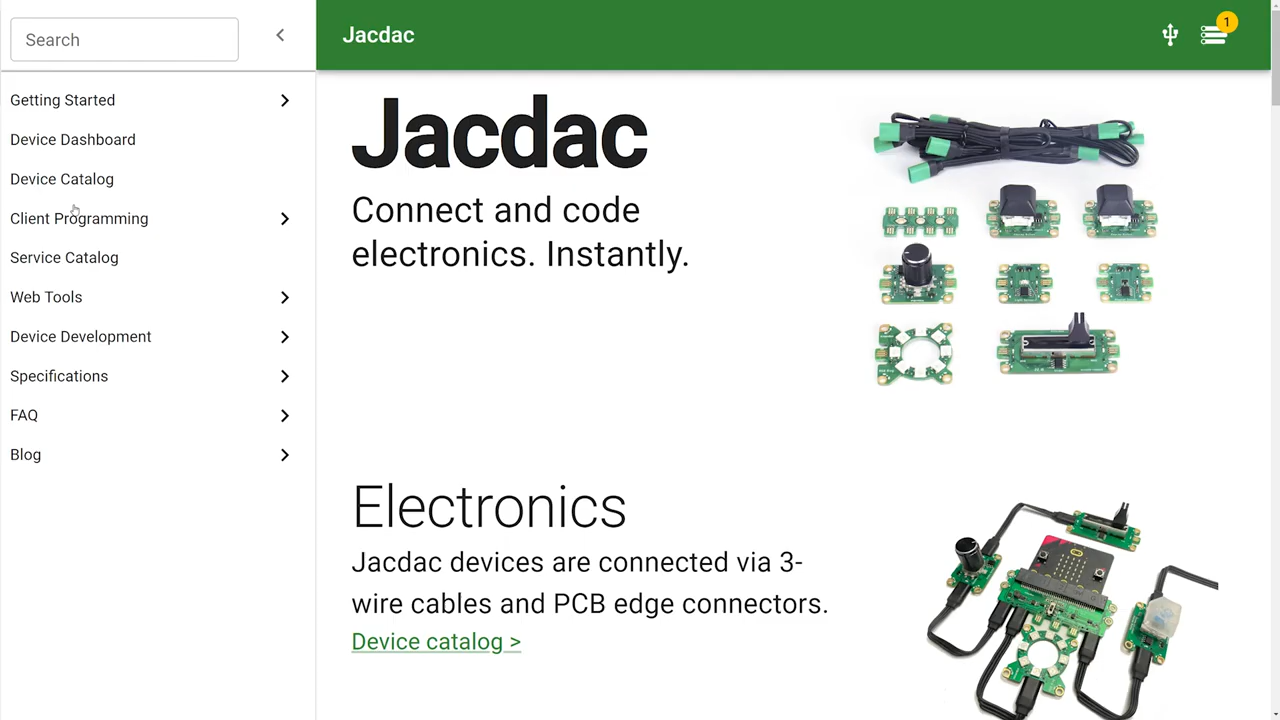 Search
Jacdac
1
Getting Started
Device Dashboard
Device Catalog
Client Programming
Service Catalog
Web Tools
Device Development
Specifications
FAQ
Blog
Jacdac
Connect and code
electronics. Instantly.
Electronics
Jacdac devices are connected via 3-
wire cables and PCB edge connectors.
Device catalog >